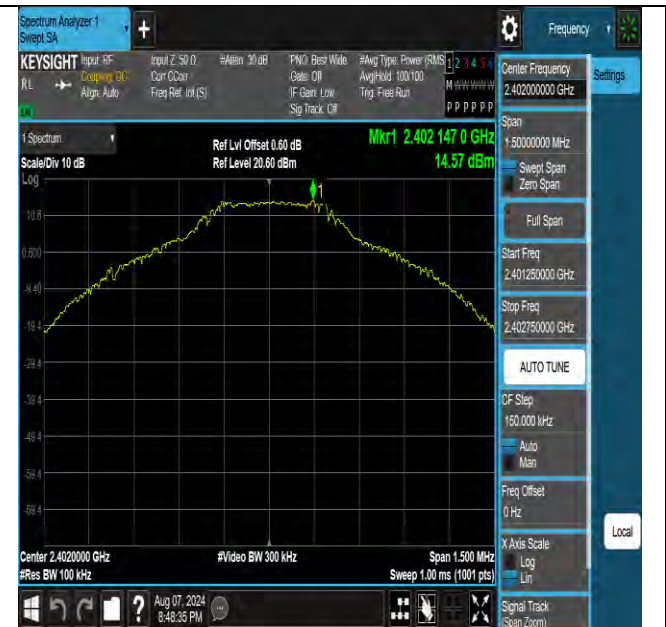 Spectrum Analyzer 1
Swept SA
+
Frequency
KEYSIGHT
RL
Input: RF
Coupling: DC
Align: Auto
Input Z: 50 Ω
Corr CCorr
Freq Ref: Int (S)
#Atten: 30 dB
PNO: Best Wide
Gate: Off
IF Gain: Low
Sig Track: Off
#Avg Type: Power (RMS
Avg|Hold: 100/100
Trig: Free Run
1 2 3 4 5 6
M W W W W W
P P P P P P
1 Spectrum
Scale/Div 10 dB
Log
Ref Lvl Offset 0.60 dB
Ref Level 20.60 dBm
Mkr1 2.402 147 0 GHz
14.57 dBm
1
10.6
0.600
-9.40
-19.4
-29.4
-39.4
-49.4
-59.4
-69.4
Center 2.4020000 GHz
#Res BW 100 kHz
#Video BW 300 kHz
Span 1.500 MHz
Sweep 1.00 ms (1001 pts)
Aug 07, 2024
8:48:35 PM
?
Center Frequency
2.402000000 GHz
Settings
Span
1.50000000 MHz
Swept Span
Zero Span
Full Span
Start Freq
2.401250000 GHz
Stop Freq
2.402750000 GHz
AUTO TUNE
CF Step
150.000 kHz
Auto
Man
Freq Offset
0 Hz
X Axis Scale
Log
Lin
Local
Signal Track
(Span Zoom)